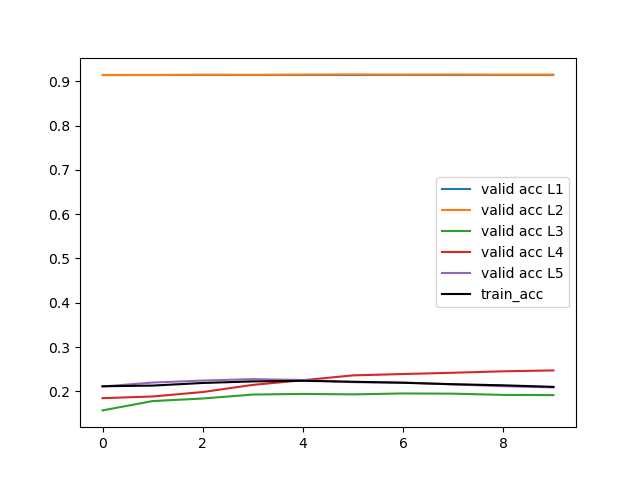 0.9
0.8
0.7
0.6
0.5
0.4
0.3
0.2
0 2 4 6 8
valid acc L1
valid acc L2
valid acc L3
valid acc L4
valid acc L5
train_acc